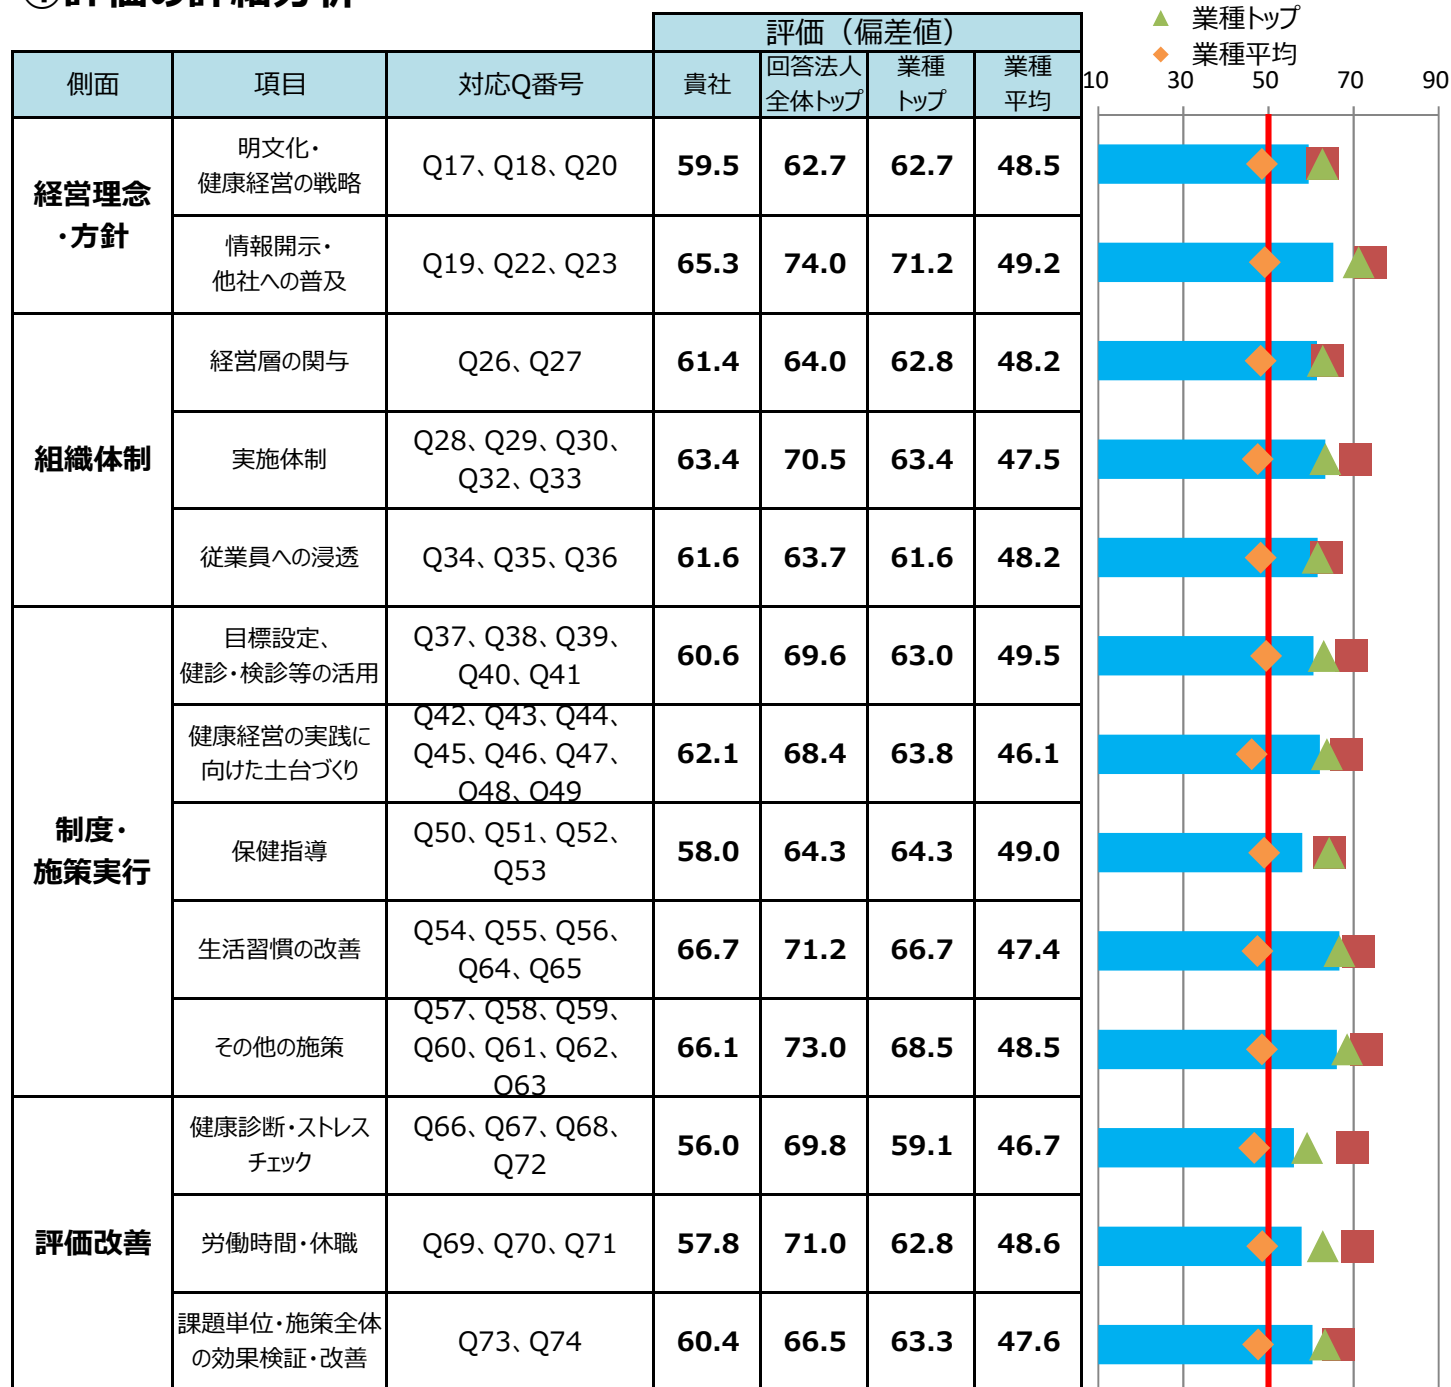 ①評価の詳細分析
▲ 業種トップ
◆ 業種平均
評価（偏差値）
側面 項目 対応Q番号 貴社 回答法人 業種 業種
全体トップ トップ 平均
10 30 50 70 90
経営理念
・方針
明文化・
健康経営の戦略
Q17、Q18、Q20 59.5 62.7 62.7 48.5
情報開示・
他社への普及
Q19、Q22、Q23 65.3 74.0 71.2 49.2
組織体制
経営層の関与 Q26、Q27 61.4 64.0 62.8 48.2
実施体制
Q28、Q29、Q30、
Q32、Q33
63.4 70.5 63.4 47.5
従業員への浸透 Q34、Q35、Q36 61.6 63.7 61.6 48.2
制度・
施策実行
目標設定、
健診・検診等の活用
Q37、Q38、Q39、
Q40、Q41
60.6 69.6 63.0 49.5
健康経営の実践に
向けた土台づくり
Q42、Q43、Q44、
Q45、Q46、Q47、
Q48、Q49
62.1 68.4 63.8 46.1
保健指導
Q50、Q51、Q52、
Q53
58.0 64.3 64.3 49.0
生活習慣の改善
Q54、Q55、Q56、
Q64、Q65
66.7 71.2 66.7 47.4
その他の施策
Q57、Q58、Q59、
Q60、Q61、Q62、
Q63
66.1 73.0 68.5 48.5
評価改善
健康診断・ストレス
チェック
Q66、Q67、Q68、
Q72
56.0 69.8 59.1 46.7
労働時間・休職 Q69、Q70、Q71 57.8 71.0 62.8 48.6
課題単位・施策全体
の効果検証・改善
Q73、Q74 60.4 66.5 63.3 47.6